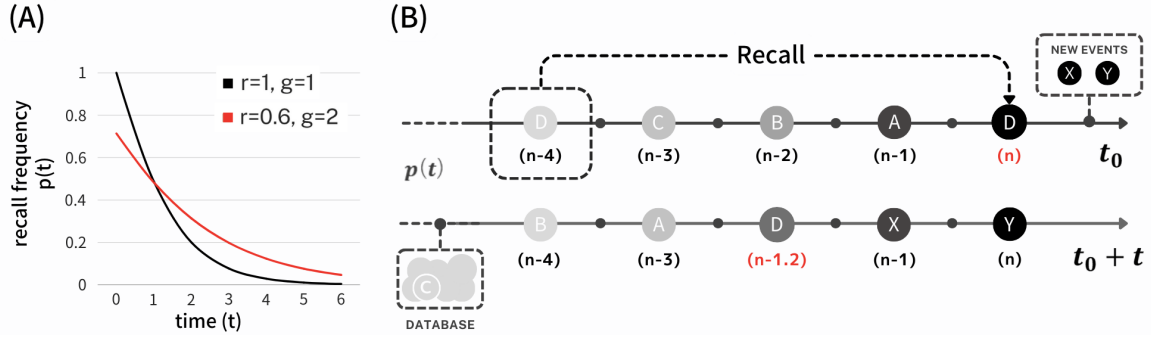 (A)
recall frequency
p(t)
1
0.8
0.6
0.4
0.2
0
0 1 2 3 4 5 6
time (t)
r=1, g=1
r=0.6, g=2
(B)
Recall
NEW EVENTS
X Y
D C B A D
(n-4) (n-3) (n-2) (n-1) (n)
t₀
p(t)
B A D X Y
(n-4) (n-3) (n-1.2) (n-1) (n)
t₀ + t
C
DATABASE